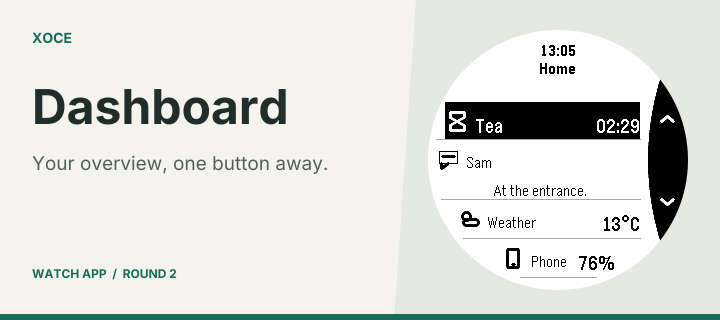 XOCE
Dashboard
Your overview, one button away.
WATCH APP / ROUND 2
13:05
Home
Tea 02:29
Sam
At the entrance.
Weather 13°C
Phone 76%